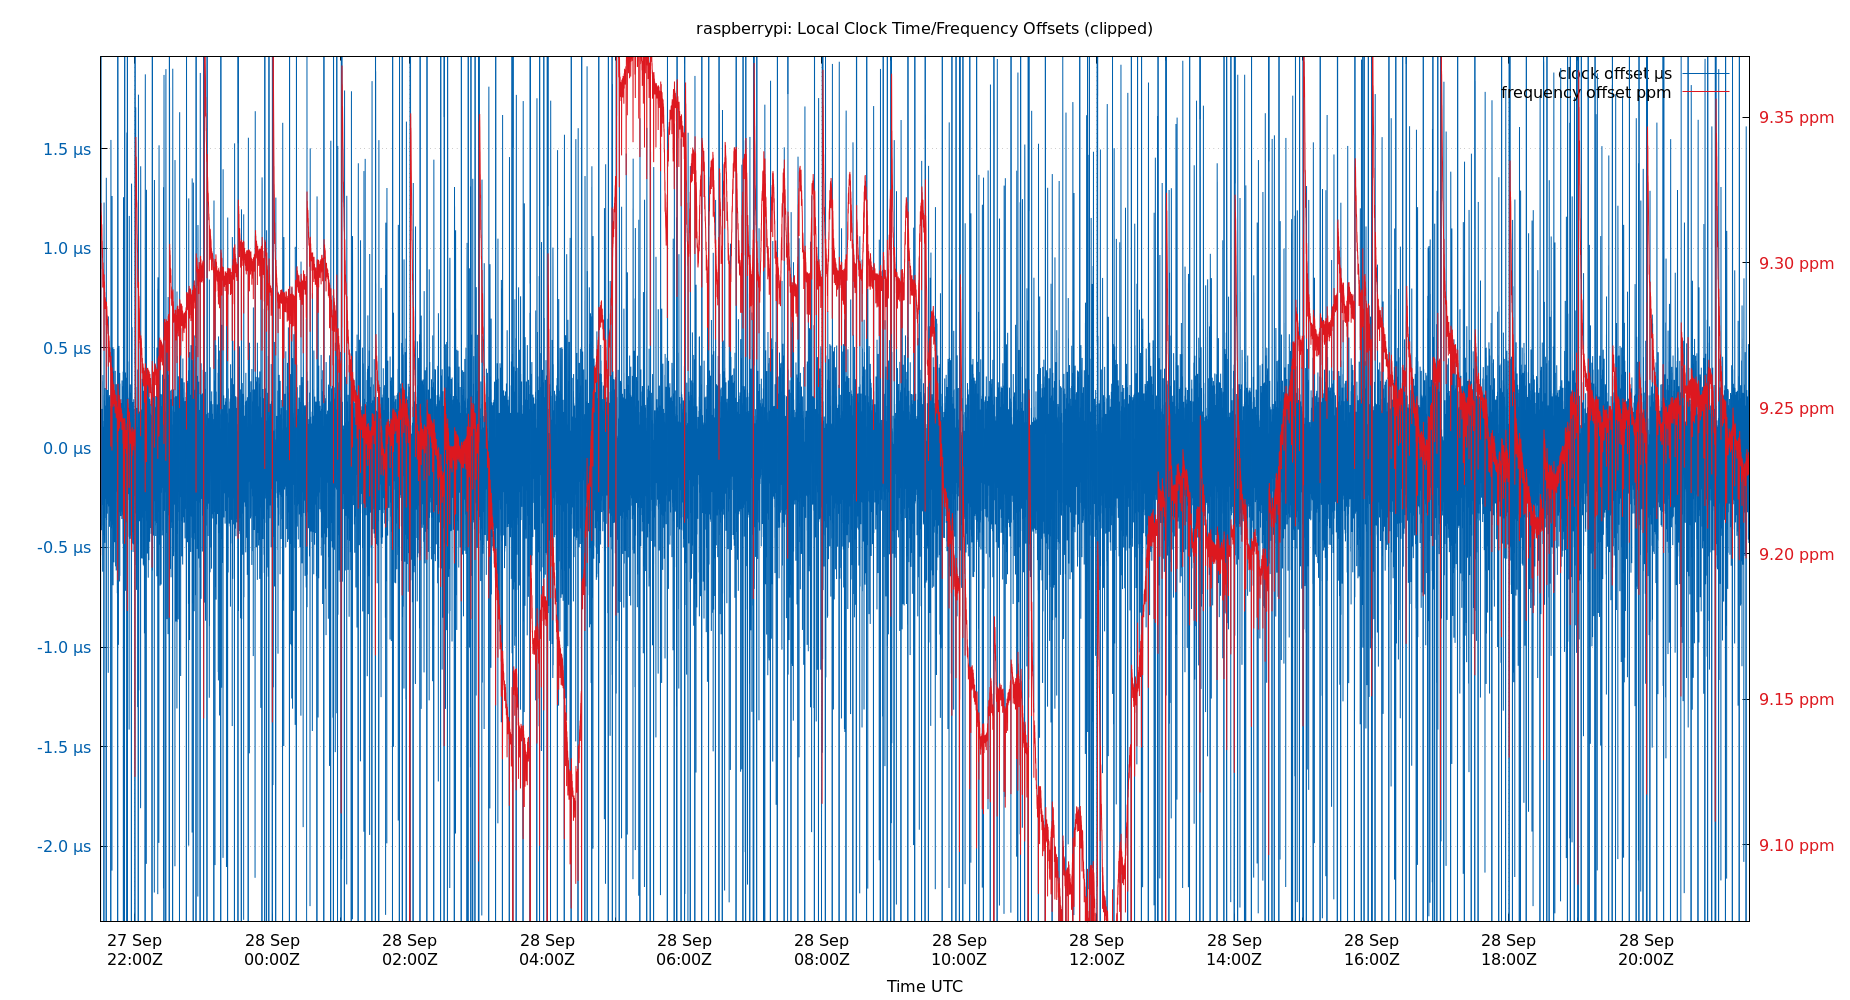 raspberrypi: Local Clock Time/Frequency Offsets (clipped)
clock offset µs
frequency offset ppm
1.5 µs
1.0 µs
0.5 µs
0.0 µs
-0.5 µs
-1.0 µs
-1.5 µs
-2.0 µs
9.35 ppm
9.30 ppm
9.25 ppm
9.20 ppm
9.15 ppm
9.10 ppm
27 Sep 28 Sep 28 Sep 28 Sep 28 Sep 28 Sep 28 Sep 28 Sep 28 Sep 28 Sep 28 Sep 28 Sep
22:00Z 00:00Z 02:00Z 04:00Z 06:00Z 08:00Z 10:00Z 12:00Z 14:00Z 16:00Z 18:00Z 20:00Z
Time UTC